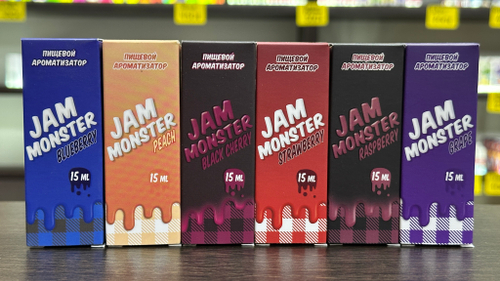 ПИЩЕВОЙ
АРОМАТИЗАТОР
JAM
MONSTER
BLUEBERRY
15 ML
ПИЩЕВОЙ
АРОМАТИЗАТОР
JAM
MONSTER
PEACH
15 ML
ПИЩЕВОЙ
АРОМАТИЗАТОР
JAM
MONSTER
BLACK CHERRY
15 ML
ПИЩЕВОЙ
АРОМАТИЗАТОР
JAM
MONSTER
STRAWBERRY
15 ML
ПИЩЕВОЙ
АРОМАТИЗАТОР
JAM
MONSTER
RASPBERRY
15 ML
ПИЩЕВОЙ
АРОМАТИЗАТОР
JAM
MONSTER
GRAPE
15 ML